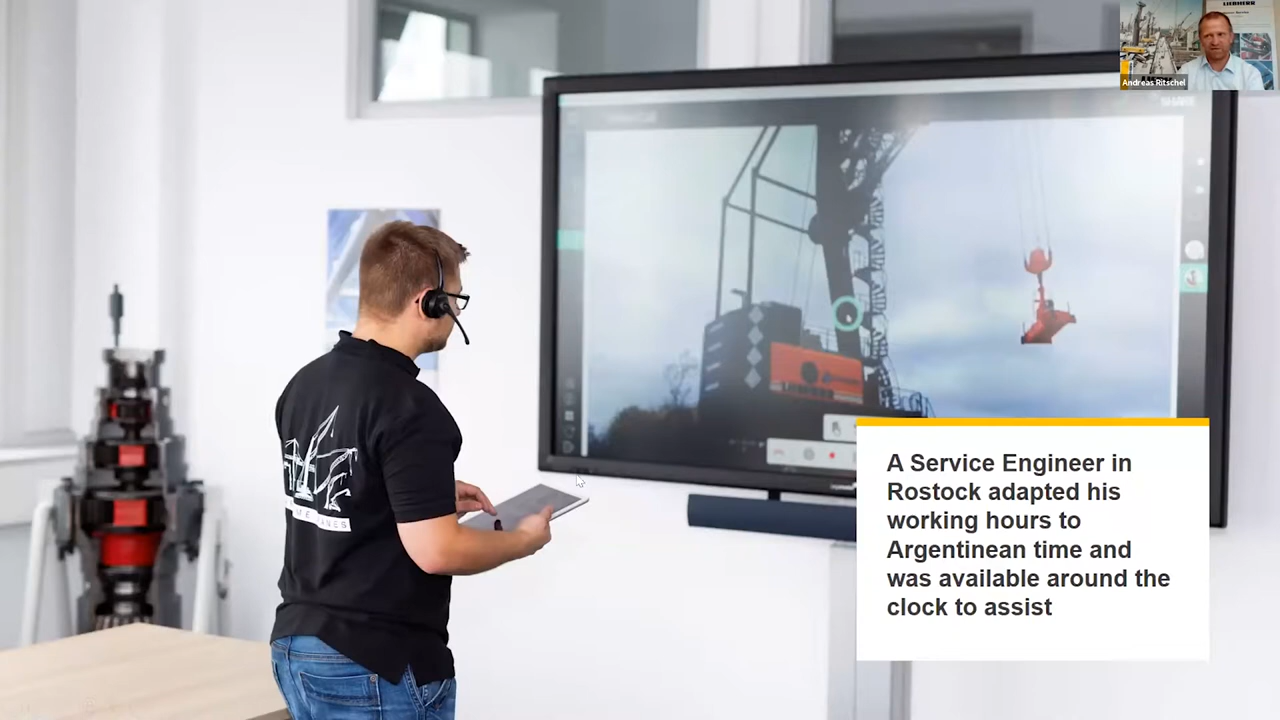 LIEBHERR
Andreas Ritschel
A Service Engineer in
Rostock adapted his
working hours to
Argentinean time and
was available around the
clock to assist